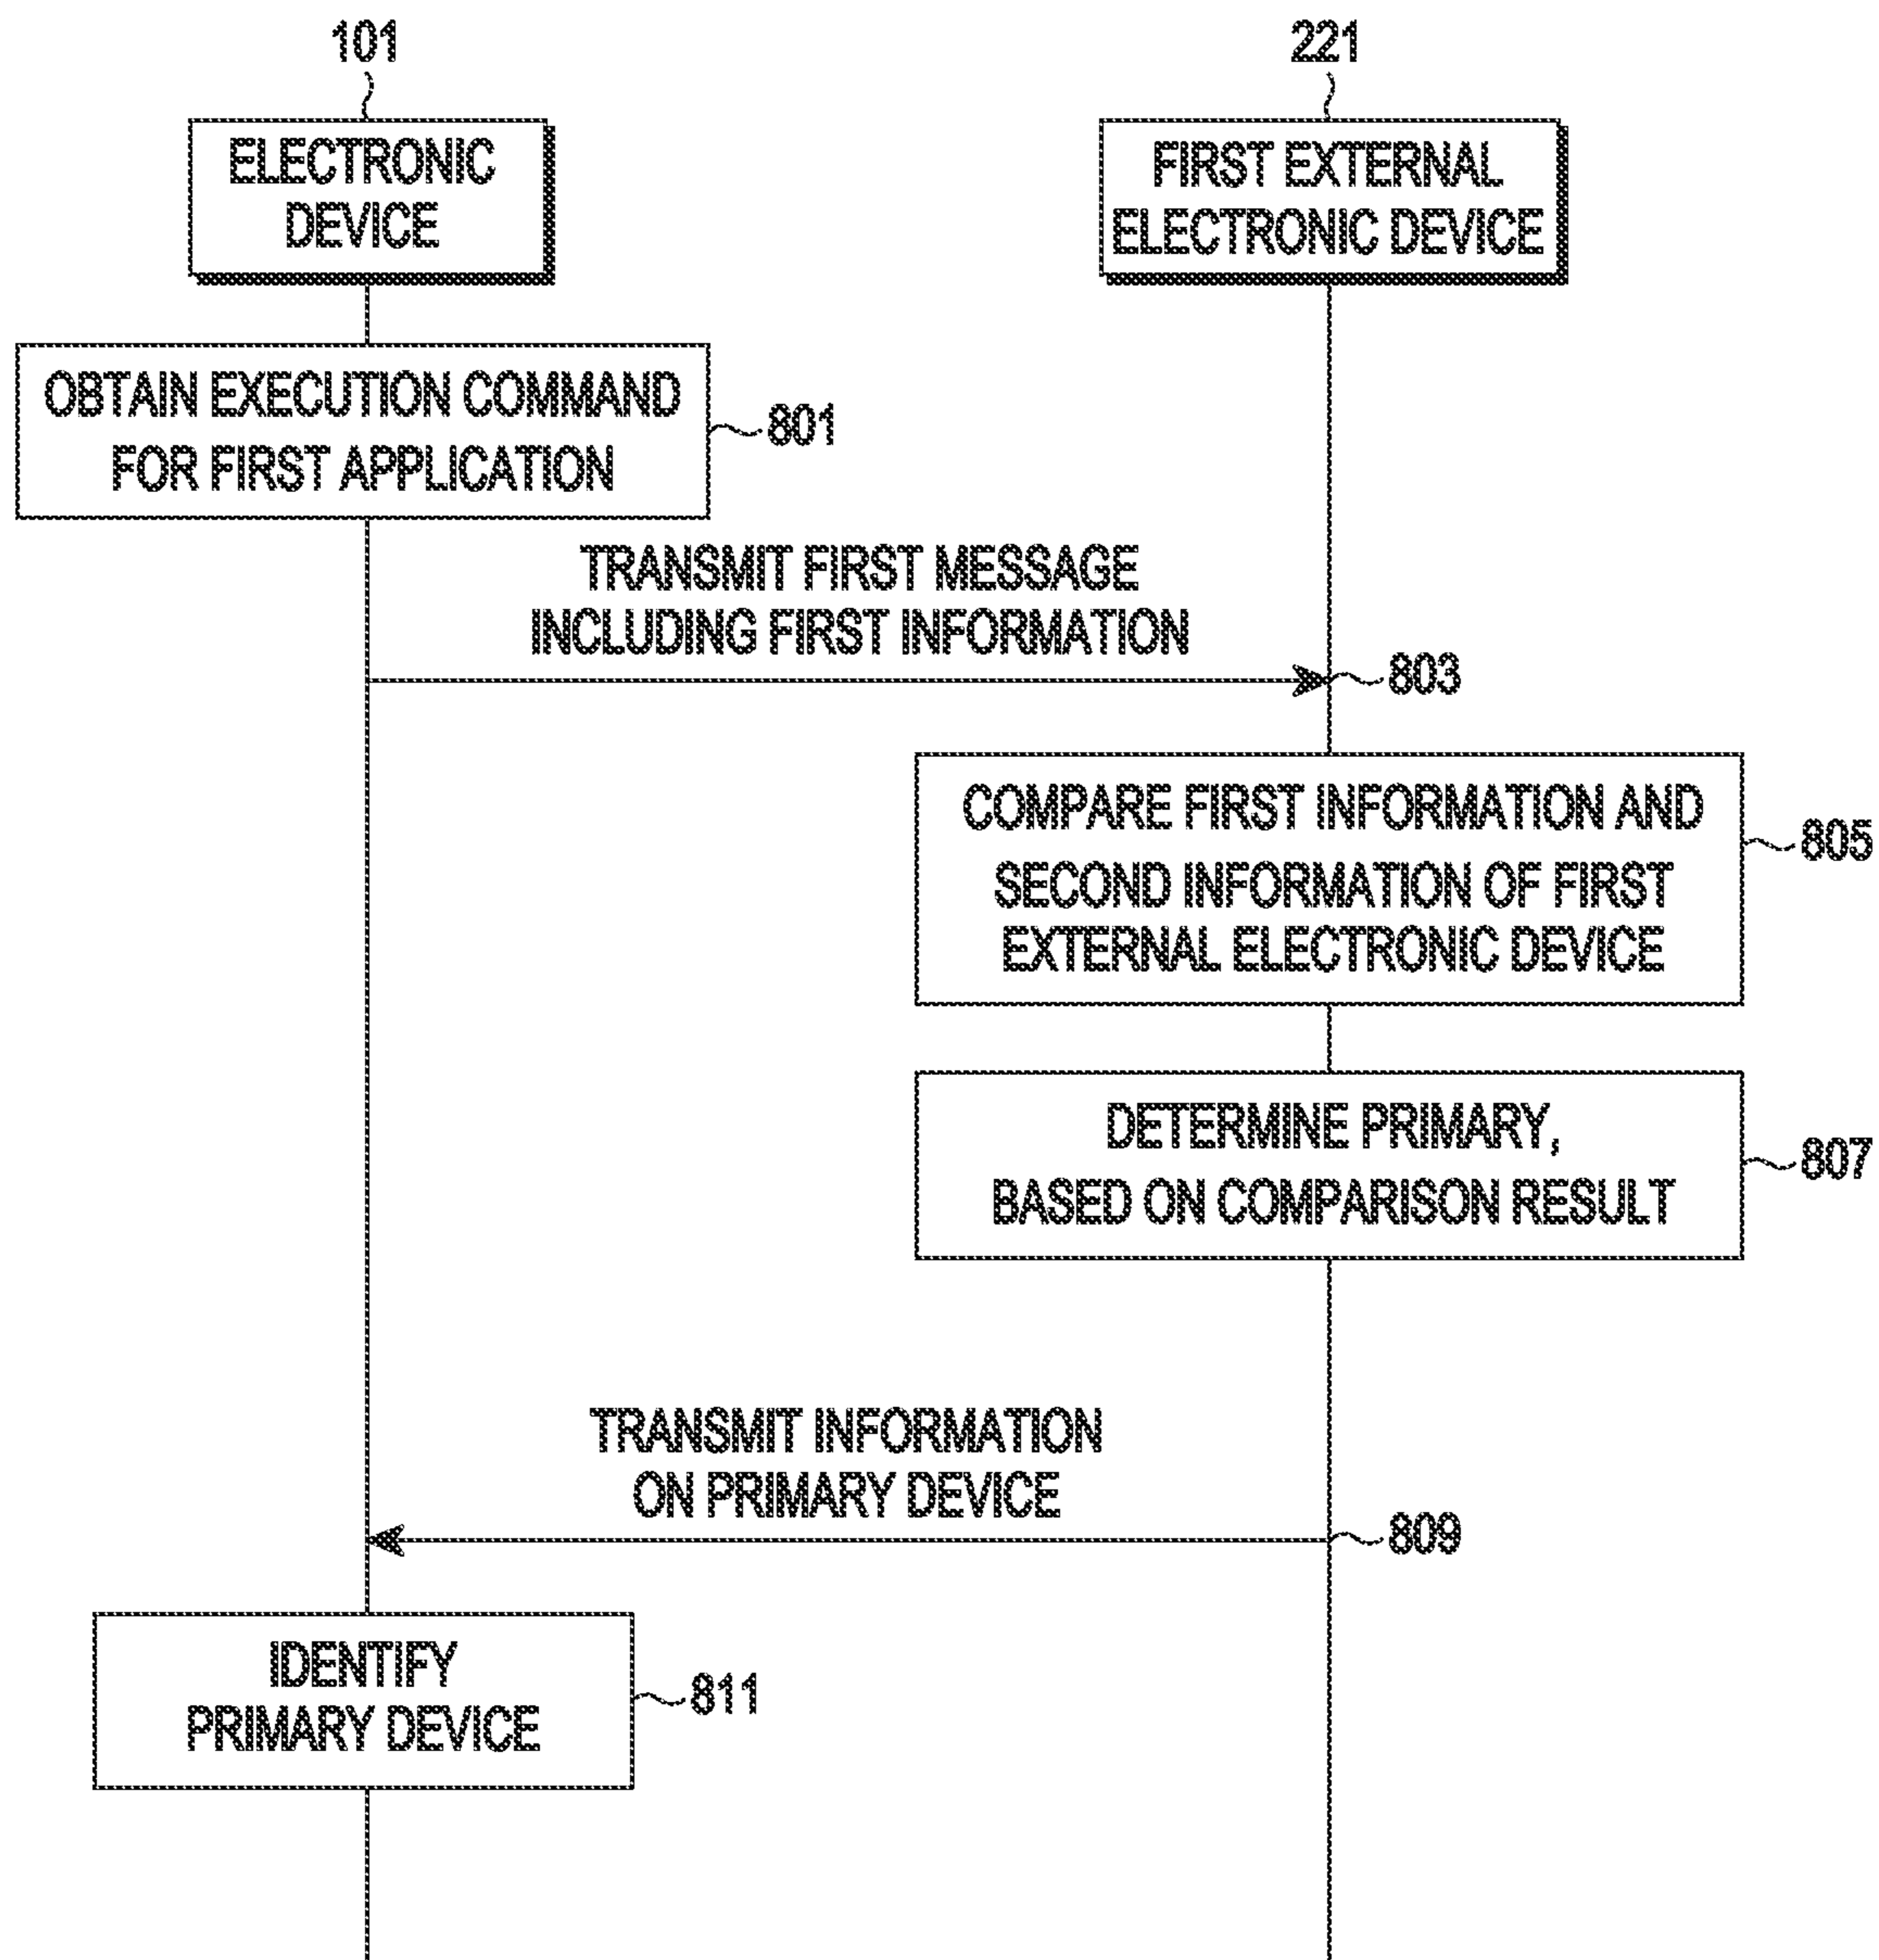 101
221
ELECTRONIC
DEVICE
FIRST EXTERNAL
ELECTRONIC DEVICE
OBTAIN EXECUTION COMMAND
FOR FIRST APPLICATION
801
TRANSMIT FIRST MESSAGE
INCLUDING FIRST INFORMATION
803
COMPARE FIRST INFORMATION AND
SECOND INFORMATION OF FIRST
EXTERNAL ELECTRONIC DEVICE
805
DETERMINE PRIMARY,
BASED ON COMPARISON RESULT
807
TRANSMIT INFORMATION
ON PRIMARY DEVICE
809
IDENTIFY
PRIMARY DEVICE
811